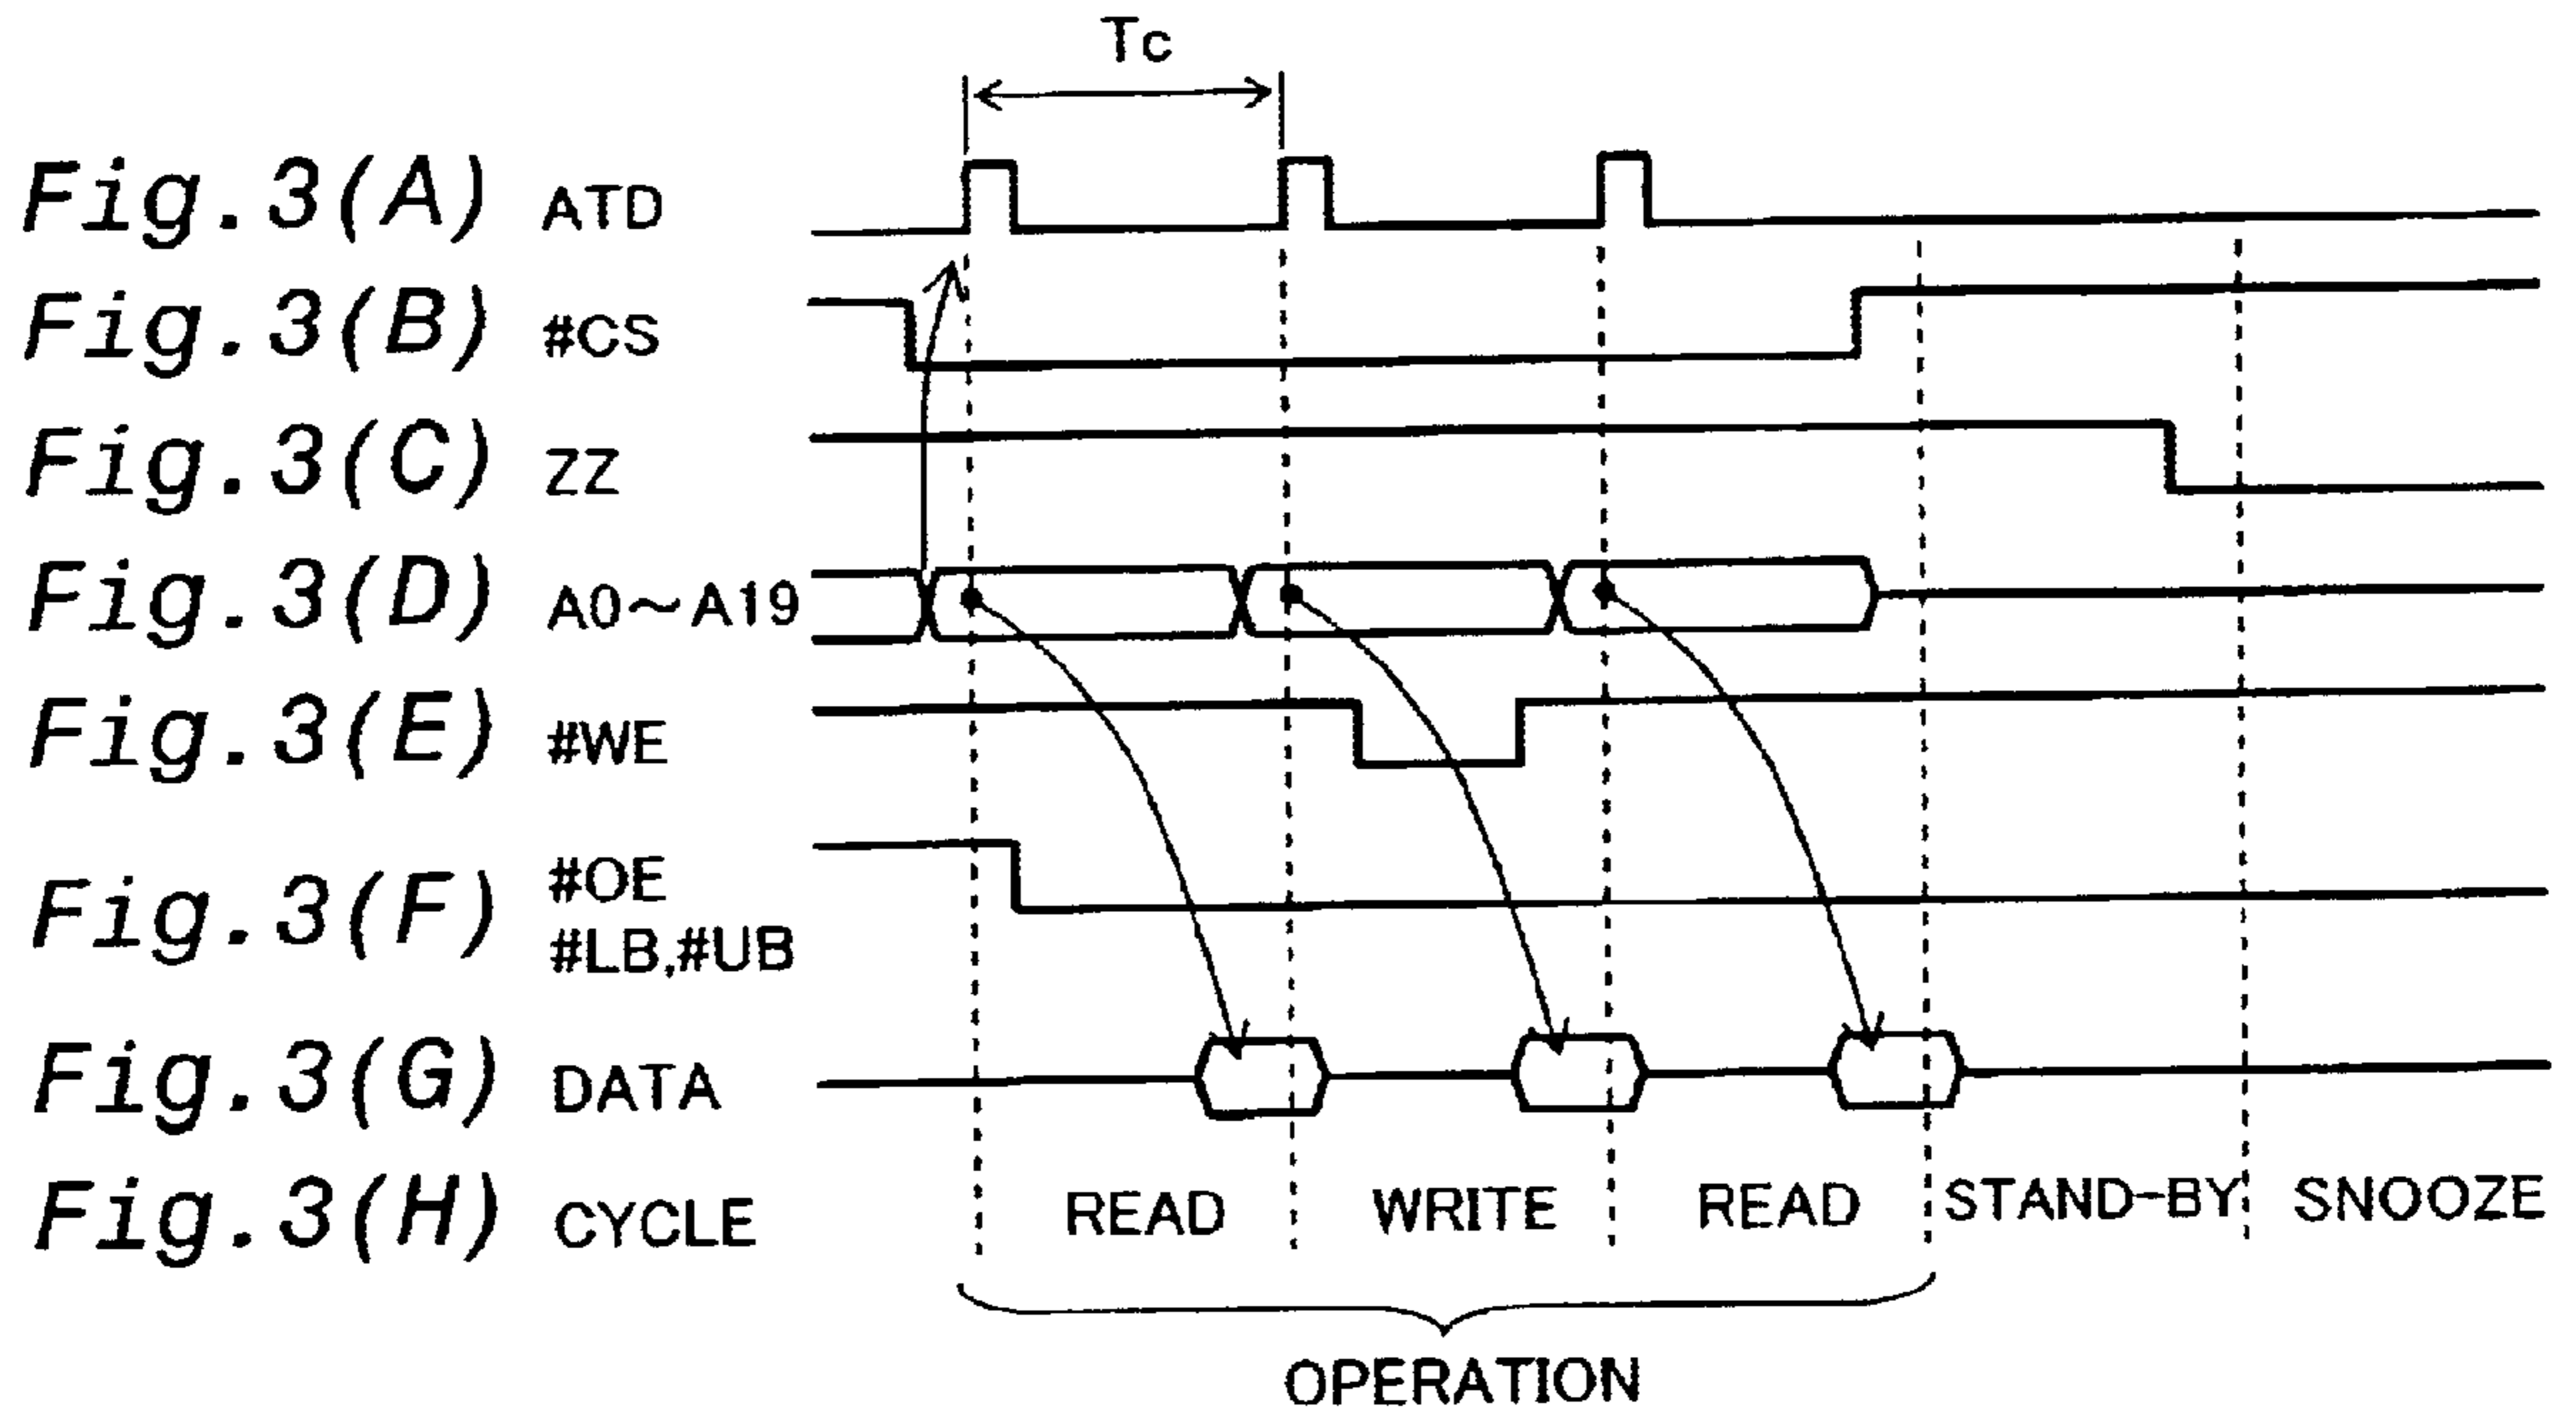 Tc
Fig.3(A) ATD
Fig.3(B) #CS
Fig.3(C) ZZ
Fig.3(D) A0～A19
Fig.3(E) #WE
Fig.3(F) #OE
#LB,#UB
Fig.3(G) DATA
Fig.3(H) CYCLE READ WRITE READ STAND-BY SNOOZE
OPERATION